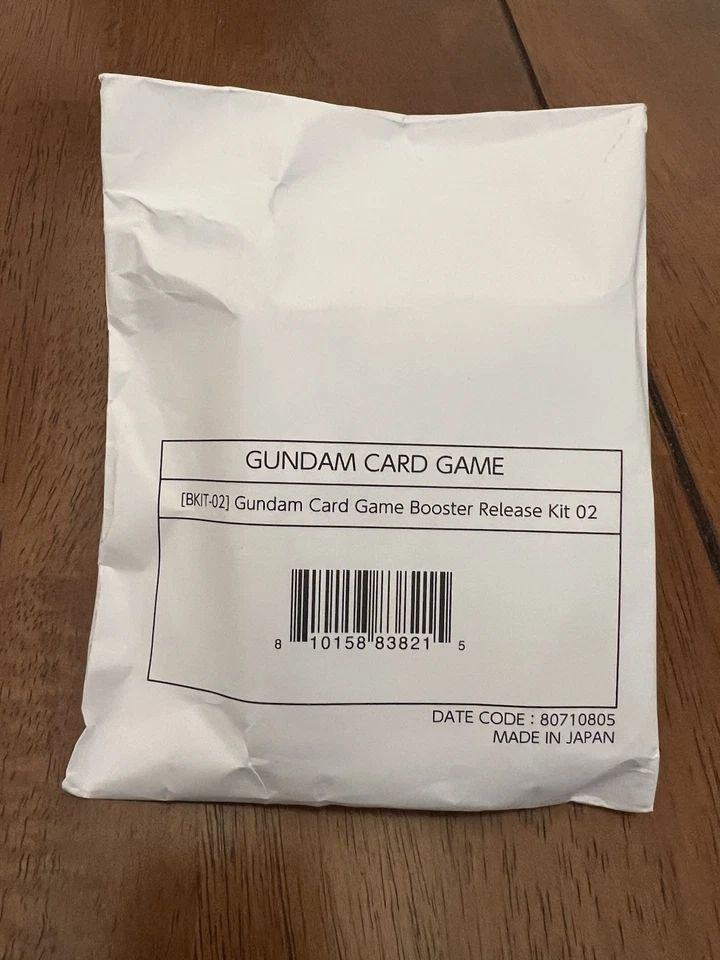 GUNDAM CARD GAME
[BKIT-02] Gundam Card Game Booster Release Kit 02
8 10158 83821 5
DATE CODE : 80710805
MADE IN JAPAN